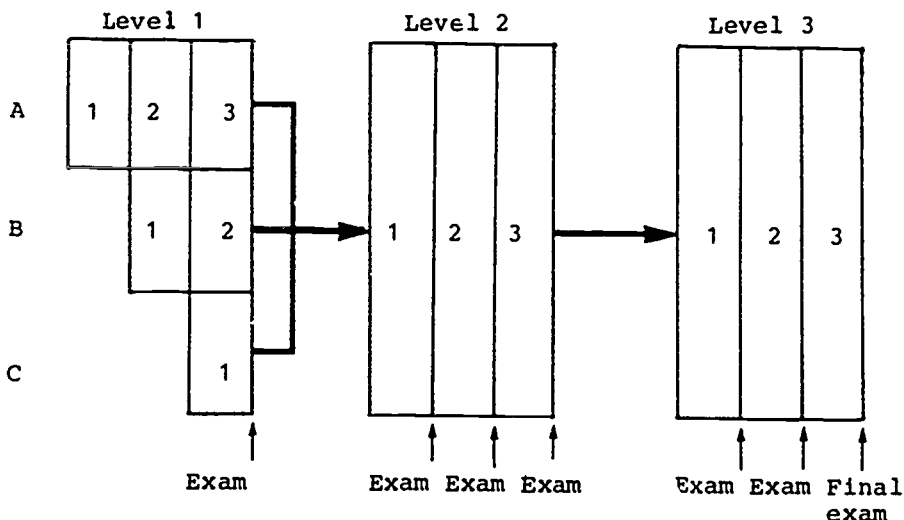 Level 1 Level 2 Level 3
A 1 2 3
B 1 2 1 2 3 1 2 3
C 1
Exam Exam Exam Exam Exam Exam Final
exam